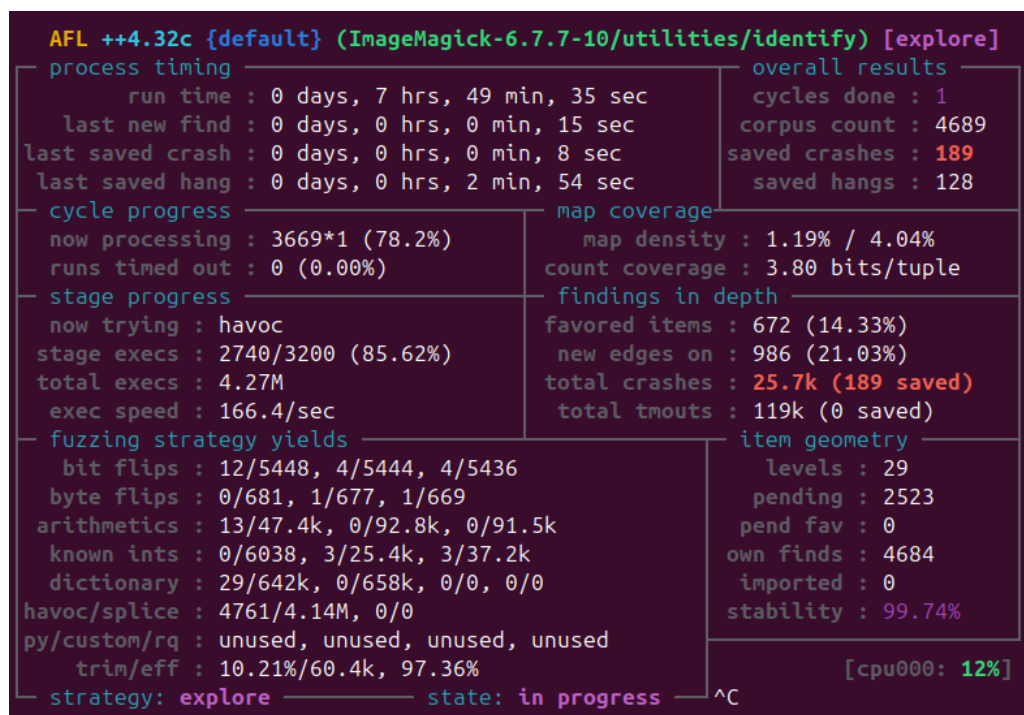 AFL ++4.32c {default} (ImageMagick-6.7.7-10/utilities/identify) [explore]
process timing overall results
run time : 0 days, 7 hrs, 49 min, 35 sec cycles done : 1
last new find : 0 days, 0 hrs, 0 min, 15 sec corpus count : 4689
last saved crash : 0 days, 0 hrs, 0 min, 8 sec saved crashes : 189
last saved hang : 0 days, 0 hrs, 2 min, 54 sec saved hangs : 128
cycle progress map coverage
now processing : 3669*1 (78.2%) map density : 1.19% / 4.04%
runs timed out : 0 (0.00%) count coverage : 3.80 bits/tuple
stage progress findings in depth
now trying : havoc favored items : 672 (14.33%)
stage execs : 2740/3200 (85.62%) new edges on : 986 (21.03%)
total execs : 4.27M total crashes : 25.7k (189 saved)
exec speed : 166.4/sec total tmouts : 119k (0 saved)
fuzzing strategy yields item geometry
bit flips : 12/5448, 4/5444, 4/5436 levels : 29
byte flips : 0/681, 1/677, 1/669 pending : 2523
arithmetics : 13/47.4k, 0/92.8k, 0/91.5k pend fav : 0
known ints : 0/6038, 3/25.4k, 3/37.2k own finds : 4684
dictionary : 29/642k, 0/658k, 0/0, 0/0 imported : 0
havoc/splice : 4761/4.14M, 0/0 stability : 99.74%
py/custom/rq : unused, unused, unused, unused
trim/eff : 10.21%/60.4k, 97.36% [cpu000: 12%]
strategy: explore state: in progress ^C